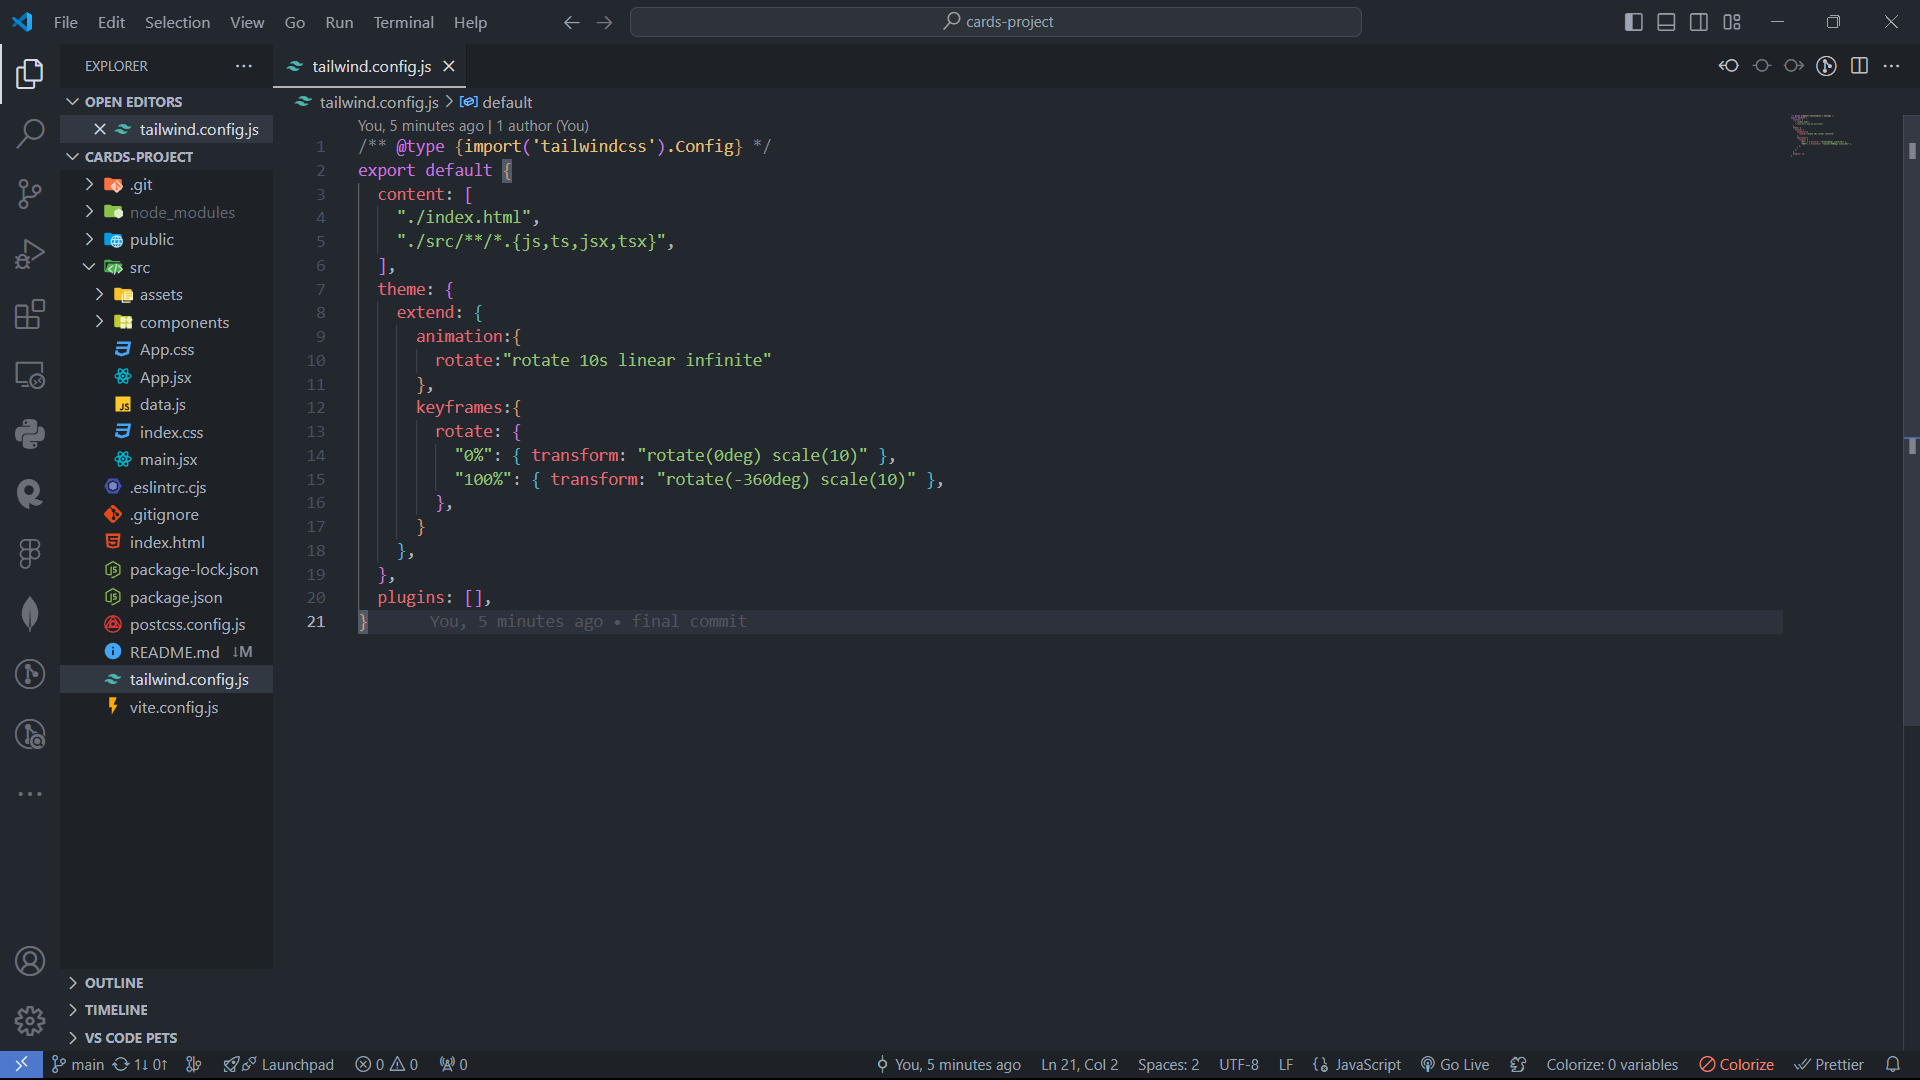 File Edit Selection View Go Run Terminal Help
cards-project
EXPLORER
OPEN EDITORS
tailwind.config.js
CARDS-PROJECT
.git
node_modules
public
src
assets
components
App.css
App.jsx
data.js
index.css
main.jsx
.eslintrc.cjs
.gitignore
index.html
package-lock.json
package.json
postcss.config.js
README.md ↓M
tailwind.config.js
vite.config.js
OUTLINE
TIMELINE
VS CODE PETS
tailwind.config.js
tailwind.config.js > default
You, 5 minutes ago | 1 author (You)
1 /** @type {import('tailwindcss').Config} */
2 export default {
3 content: [
4 "./index.html",
5 "./src/**/*.{js,ts,jsx,tsx}",
6 ],
7 theme: {
8 extend: {
9 animation:{
10 rotate:"rotate 10s linear infinite"
11 },
12 keyframes:{
13 rotate: {
14 "0%": { transform: "rotate(0deg) scale(10)" },
15 "100%": { transform: "rotate(-360deg) scale(10)" },
16 },
17 }
18 },
19 },
20 plugins: [],
21 } You, 5 minutes ago • final commit
main 1↓ 0↑ Launchpad 0 0 0 You, 5 minutes ago Ln 21, Col 2 Spaces: 2 UTF-8 LF JavaScript Go Live Colorize: 0 variables Colorize Prettier